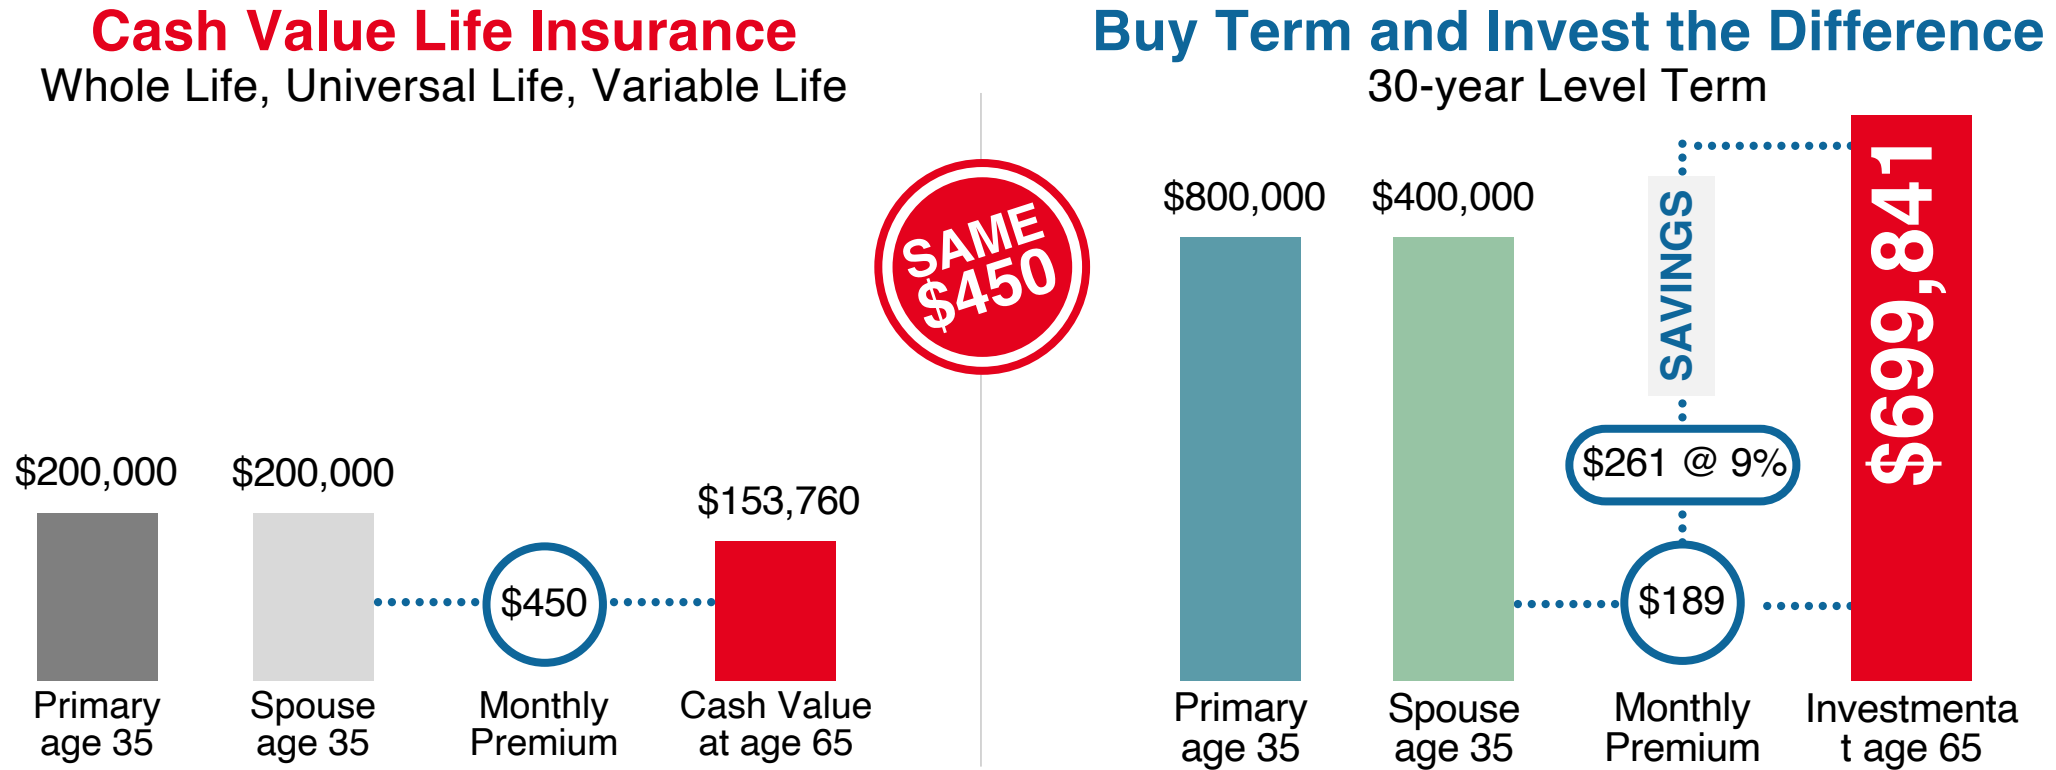 Cash Value Life Insurance
Whole Life, Universal Life, Variable Life
$200,000
$200,000
$450
$153,760
Primary
age 35
Spouse
age 35
Monthly
Premium
Cash Value
at age 65
SAME
$450
Buy Term and Invest the Difference
30-year Level Term
$800,000
$400,000
SAVINGS
$261 @ 9%
$189
$699,841
Primary
age 35
Spouse
age 35
Monthly
Premium
Investmenta
t age 65